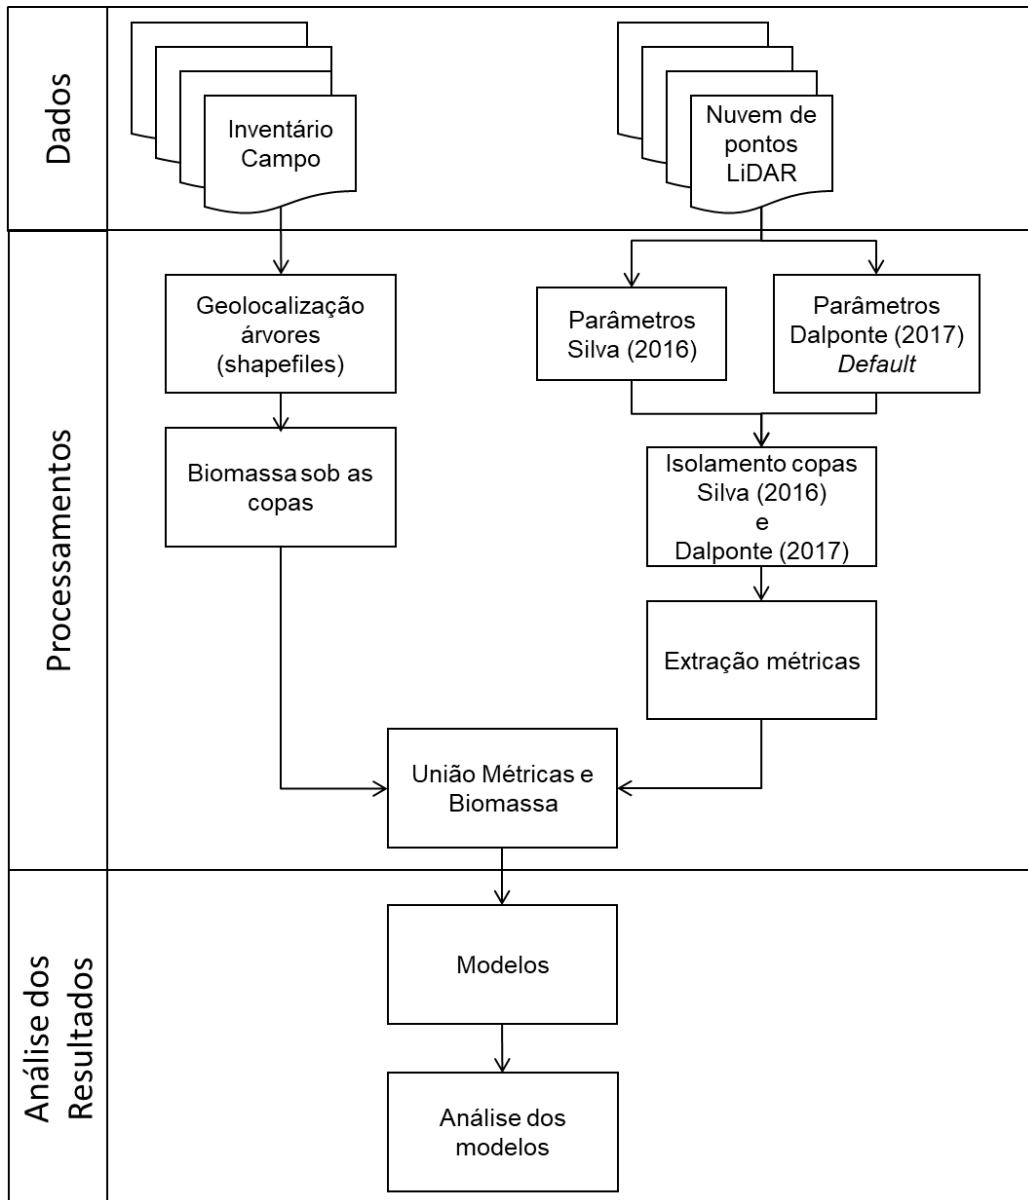 Dados
Inventário
Campo
Nuvem de
pontos
LiDAR
Processamentos
Geolocalização
árvores
(shapefiles)
Parâmetros
Silva (2016)
Parâmetros
Dalponte (2017)
Default
Biomassa sob as
copas
Isolamento copas
Silva (2016)
e
Dalponte (2017)
Extração métricas
União Métricas e
Biomassa
Análise dos
Resultados
Modelos
Análise dos
modelos